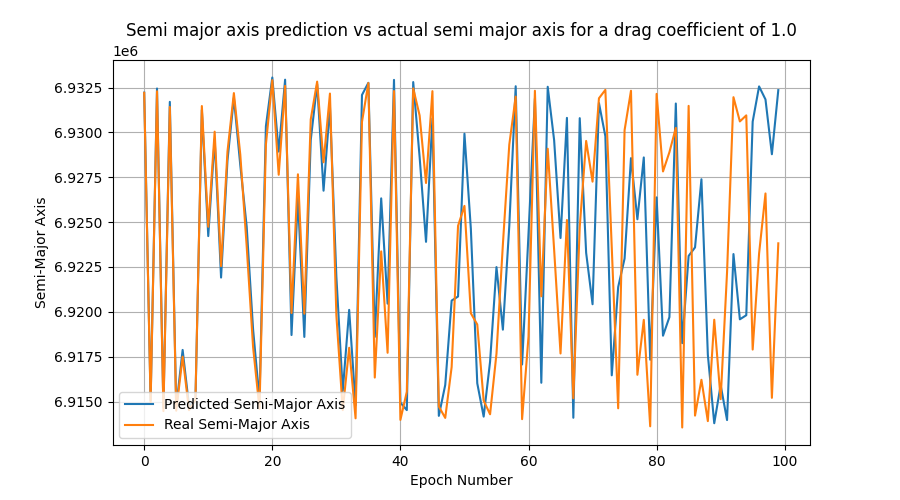 Semi major axis prediction vs actual semi major axis for a drag coefficient of 1.0
1e6
6.9325
6.9300
6.9275
6.9250
6.9225
6.9200
6.9175
6.9150
Semi-Major Axis
Predicted Semi-Major Axis
Real Semi-Major Axis
0 20 40 60 80 100
Epoch Number